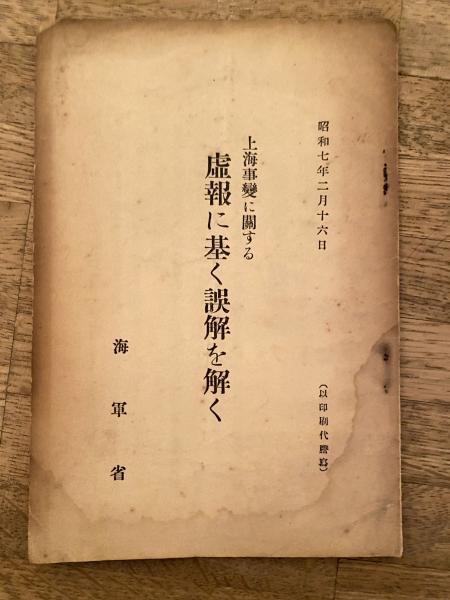 昭和七年二月十六日
（以印刷代謄寫）
上海事變に關する
虛報に基く誤解を解く
海軍省